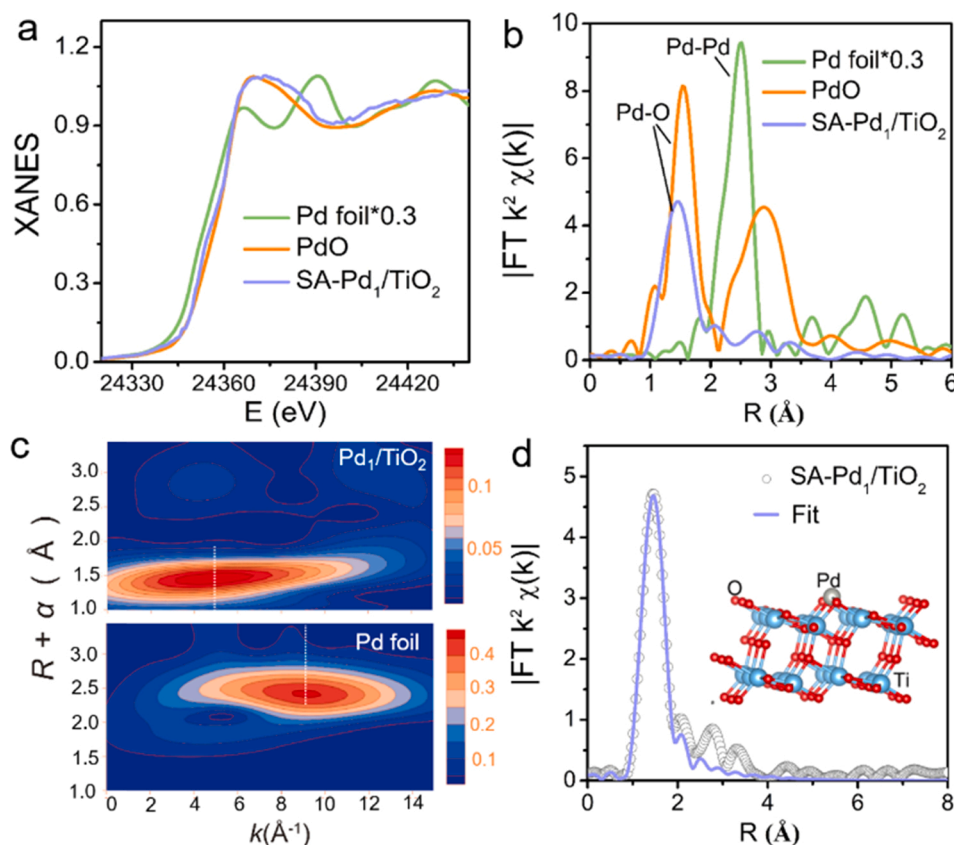 a
XANES
1.2
0.9
0.6
0.3
0.0
Pd foil*0.3
PdO
SA-Pd₁/TiO₂
24330 24360 24390 24420
E (eV)
b
|FT k² χ(k)|
10
8
6
4
2
0
Pd-Pd
Pd-O
Pd foil*0.3
PdO
SA-Pd₁/TiO₂
0 1 2 3 4 5 6
R (Å)
c
R + α ( Å)
3.0
2.5
2.0
1.5
1.0
Pd₁/TiO₂
0.1
0.05
3.0
2.5
2.0
1.5
1.0
Pd foil
0.4
0.3
0.2
0.1
0 2 4 6 8 10 12 14
k(Å⁻¹)
d
|FT k² χ(k)|
5
4
3
2
1
0
SA-Pd₁/TiO₂
Fit
O
Pd
Ti
0 2 4 6 8
R (Å)